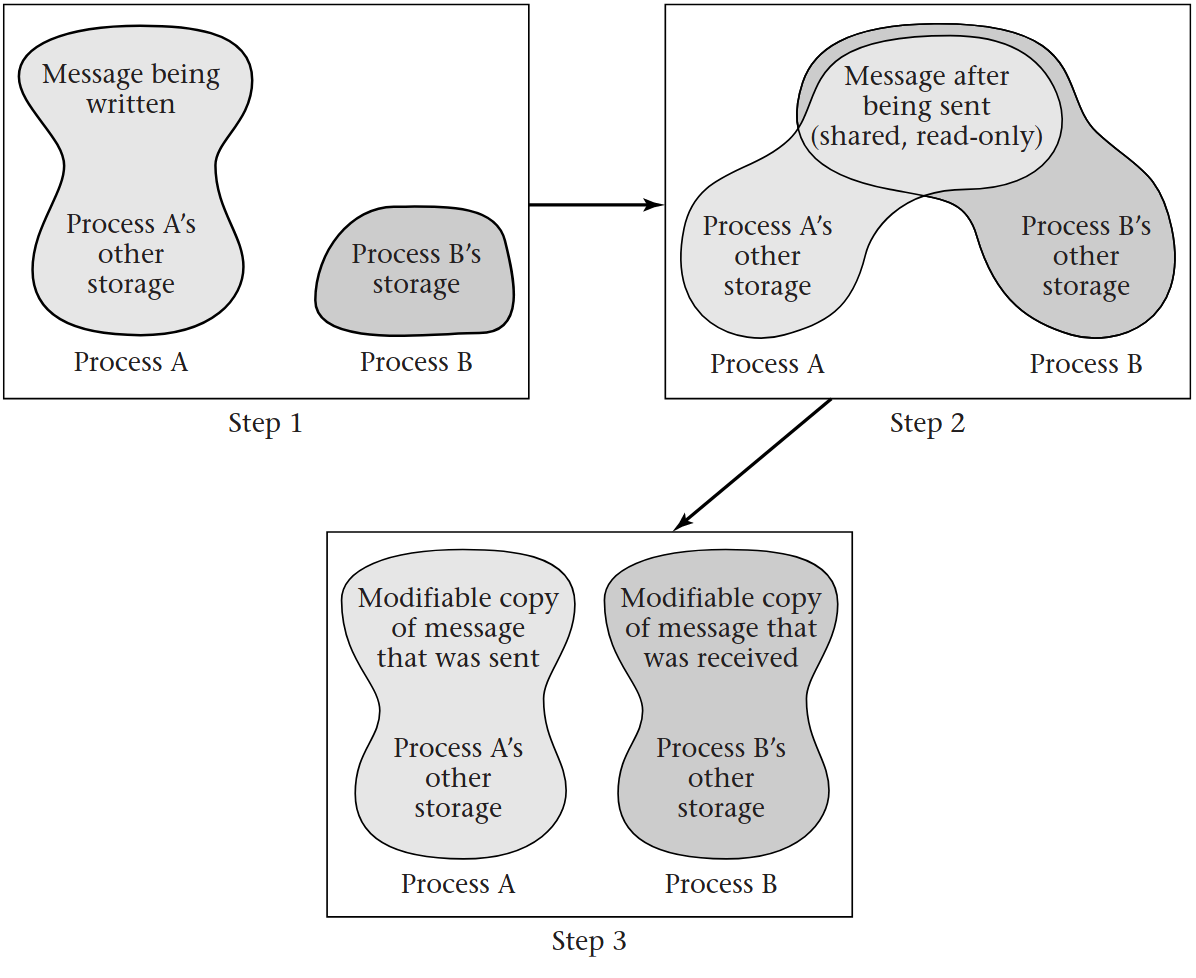 Message being
written
Process A's
other
storage
Process B's
storage
Process A
Process B
Step 1
Message after
being sent
(shared, read-only)
Process A's
other
storage
Process B's
other
storage
Process A
Process B
Step 2
Modifiable copy
of message
that was sent
Process A's
other
storage
Modifiable copy
of message that
was received
Process B's
other
storage
Process A
Process B
Step 3